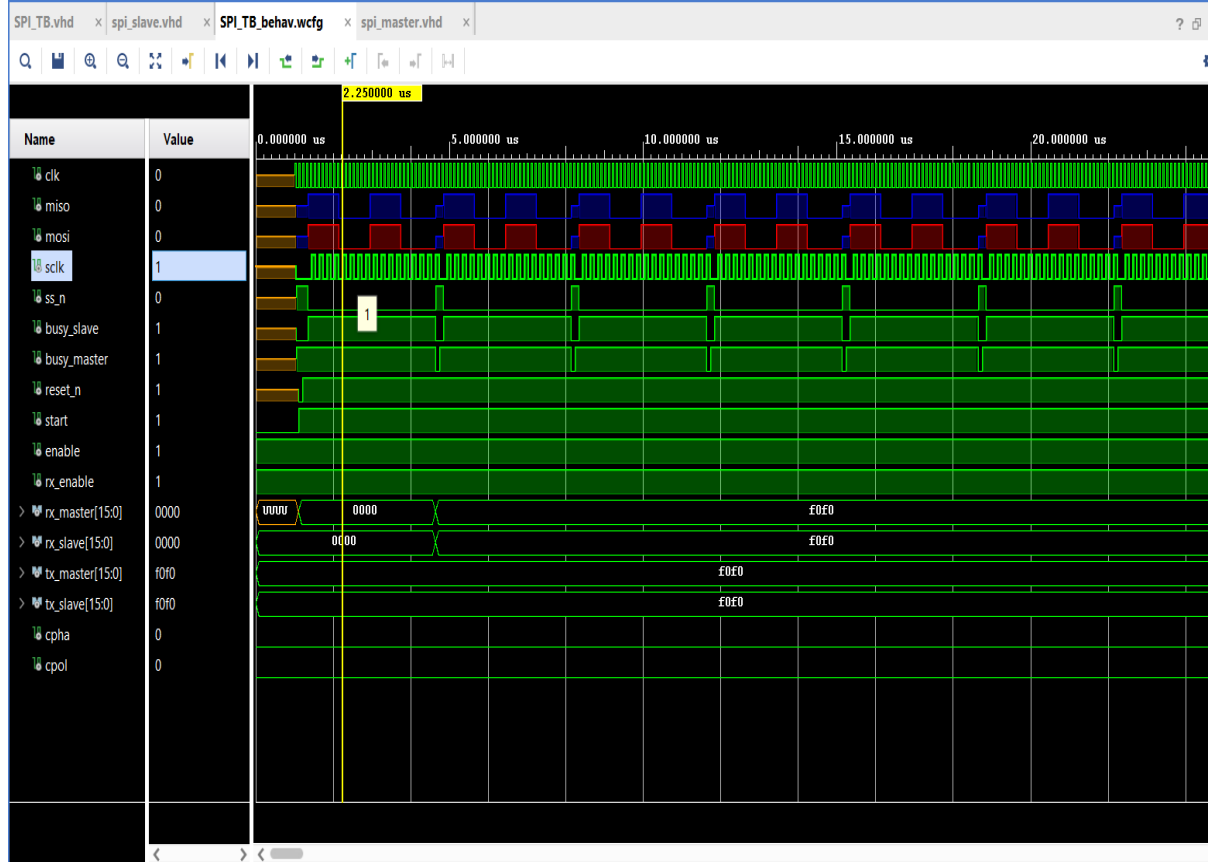 SPI_TB.vhd × spi_slave.vhd × SPI_TB_behav.wcfg × spi_master.vhd × ?
2.250000 us
Name Value 0.000000 us 5.000000 us 10.000000 us 15.000000 us 20.000000 us
clk 0
miso 0
mosi 0
sclk 1
ss_n 0
1
busy_slave 1
busy_master 1
reset_n 1
start 1
enable 1
rx_enable 1
rx_master[15:0] 0000 UUUU 0000 f0f0
rx_slave[15:0] 0000 0000 f0f0
tx_master[15:0] f0f0 f0f0
tx_slave[15:0] f0f0 f0f0
cpha 0
cpol 0